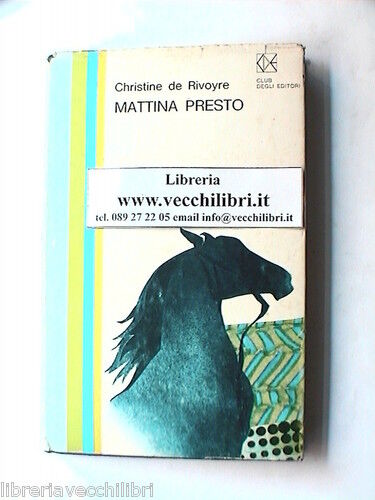 Christine de Rivoyre
MATTINA PRESTO
CLUB
DEGLI EDITORI
Libreria
www.vecchilibri.it
tel. 089 27 22 05 email info@vecchilibri.it
libreriavecchilibri